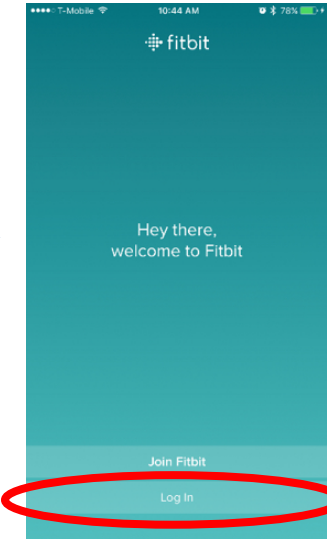 T-Mobile 10:44 AM 78%
fitbit
Hey there,
welcome to Fitbit
Join Fitbit
Log In